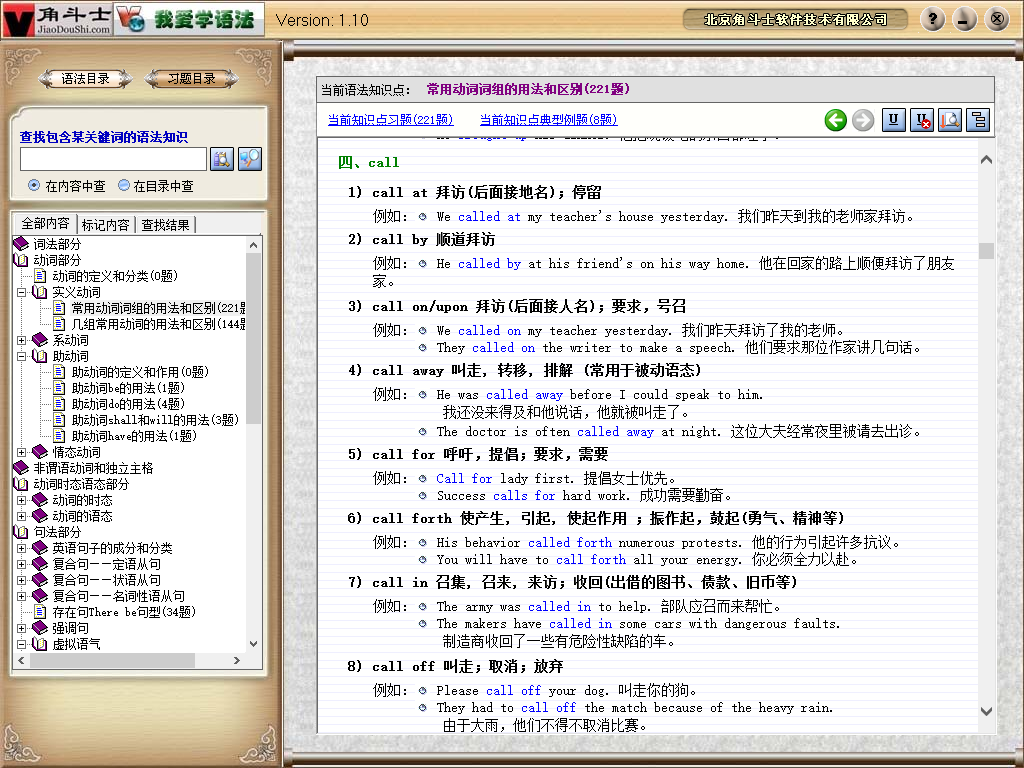 角斗士
JiaoDouShi.com
我爱学语法
Version: 1.10
北京角斗士软件技术有限公司
语法目录
习题目录
查找包含某关键词的语法知识
在内容中查
在目录中查
全部内容
标记内容
查找结果
词法部分
动词部分
动词的定义和分类(0题)
实义动词
常用动词词组的用法和区别(221题
几组常用动词的用法和区别(144题
系动词
助动词
助动词的定义和作用(0题)
助动词be的用法(1题)
助动词do的用法(4题)
助动词shall和will的用法(3题)
助动词have的用法(1题)
情态动词
非谓语动词和独立主格
动词时态语态部分
动词的时态
动词的语态
句法部分
英语句子的成分和分类
复合句——定语从句
复合句——状语从句
复合句——名词性语从句
存在句There be句型(34题)
强调句
虚拟语气
当前语法知识点: 常用动词词组的用法和区别(221题)
当前知识点习题(221题)
当前知识点典型例题(8题)
四、call
1) call at 拜访(后面接地名)；停留
例如: We called at my teacher's house yesterday. 我们昨天到我的老师家拜访。
2) call by 顺道拜访
例如: He called by at his friend's on his way home. 他在回家的路上顺便拜访了朋友
家。
3) call on/upon 拜访(后面接人名)；要求，号召
例如: We called on my teacher yesterday. 我们昨天拜访了我的老师。
They called on the writer to make a speech. 他们要求那位作家讲几句话。
4) call away 叫走，转移，排解 (常用于被动语态)
例如: He was called away before I could speak to him.
我还没来得及和他说话，他就被叫走了。
The doctor is often called away at night. 这位大夫经常夜里被请去出诊。
5) call for 呼吁，提倡；要求，需要
例如: Call for lady first. 提倡女士优先。
Success calls for hard work. 成功需要勤奋。
6) call forth 使产生，引起，使起作用 ；振作起，鼓起(勇气、精神等)
例如: His behavior called forth numerous protests. 他的行为引起许多抗议。
You will have to call forth all your energy. 你必须全力以赴。
7) call in 召集，召来，来访；收回(出借的图书、债款、旧币等)
例如: The army was called in to help. 部队应召而来帮忙。
The makers have called in some cars with dangerous faults.
制造商收回了一些有危险性缺陷的车。
8) call off 叫走；取消；放弃
例如: Please call off your dog. 叫走你的狗。
They had to call off the match because of the heavy rain.
由于大雨，他们不得不取消比赛。